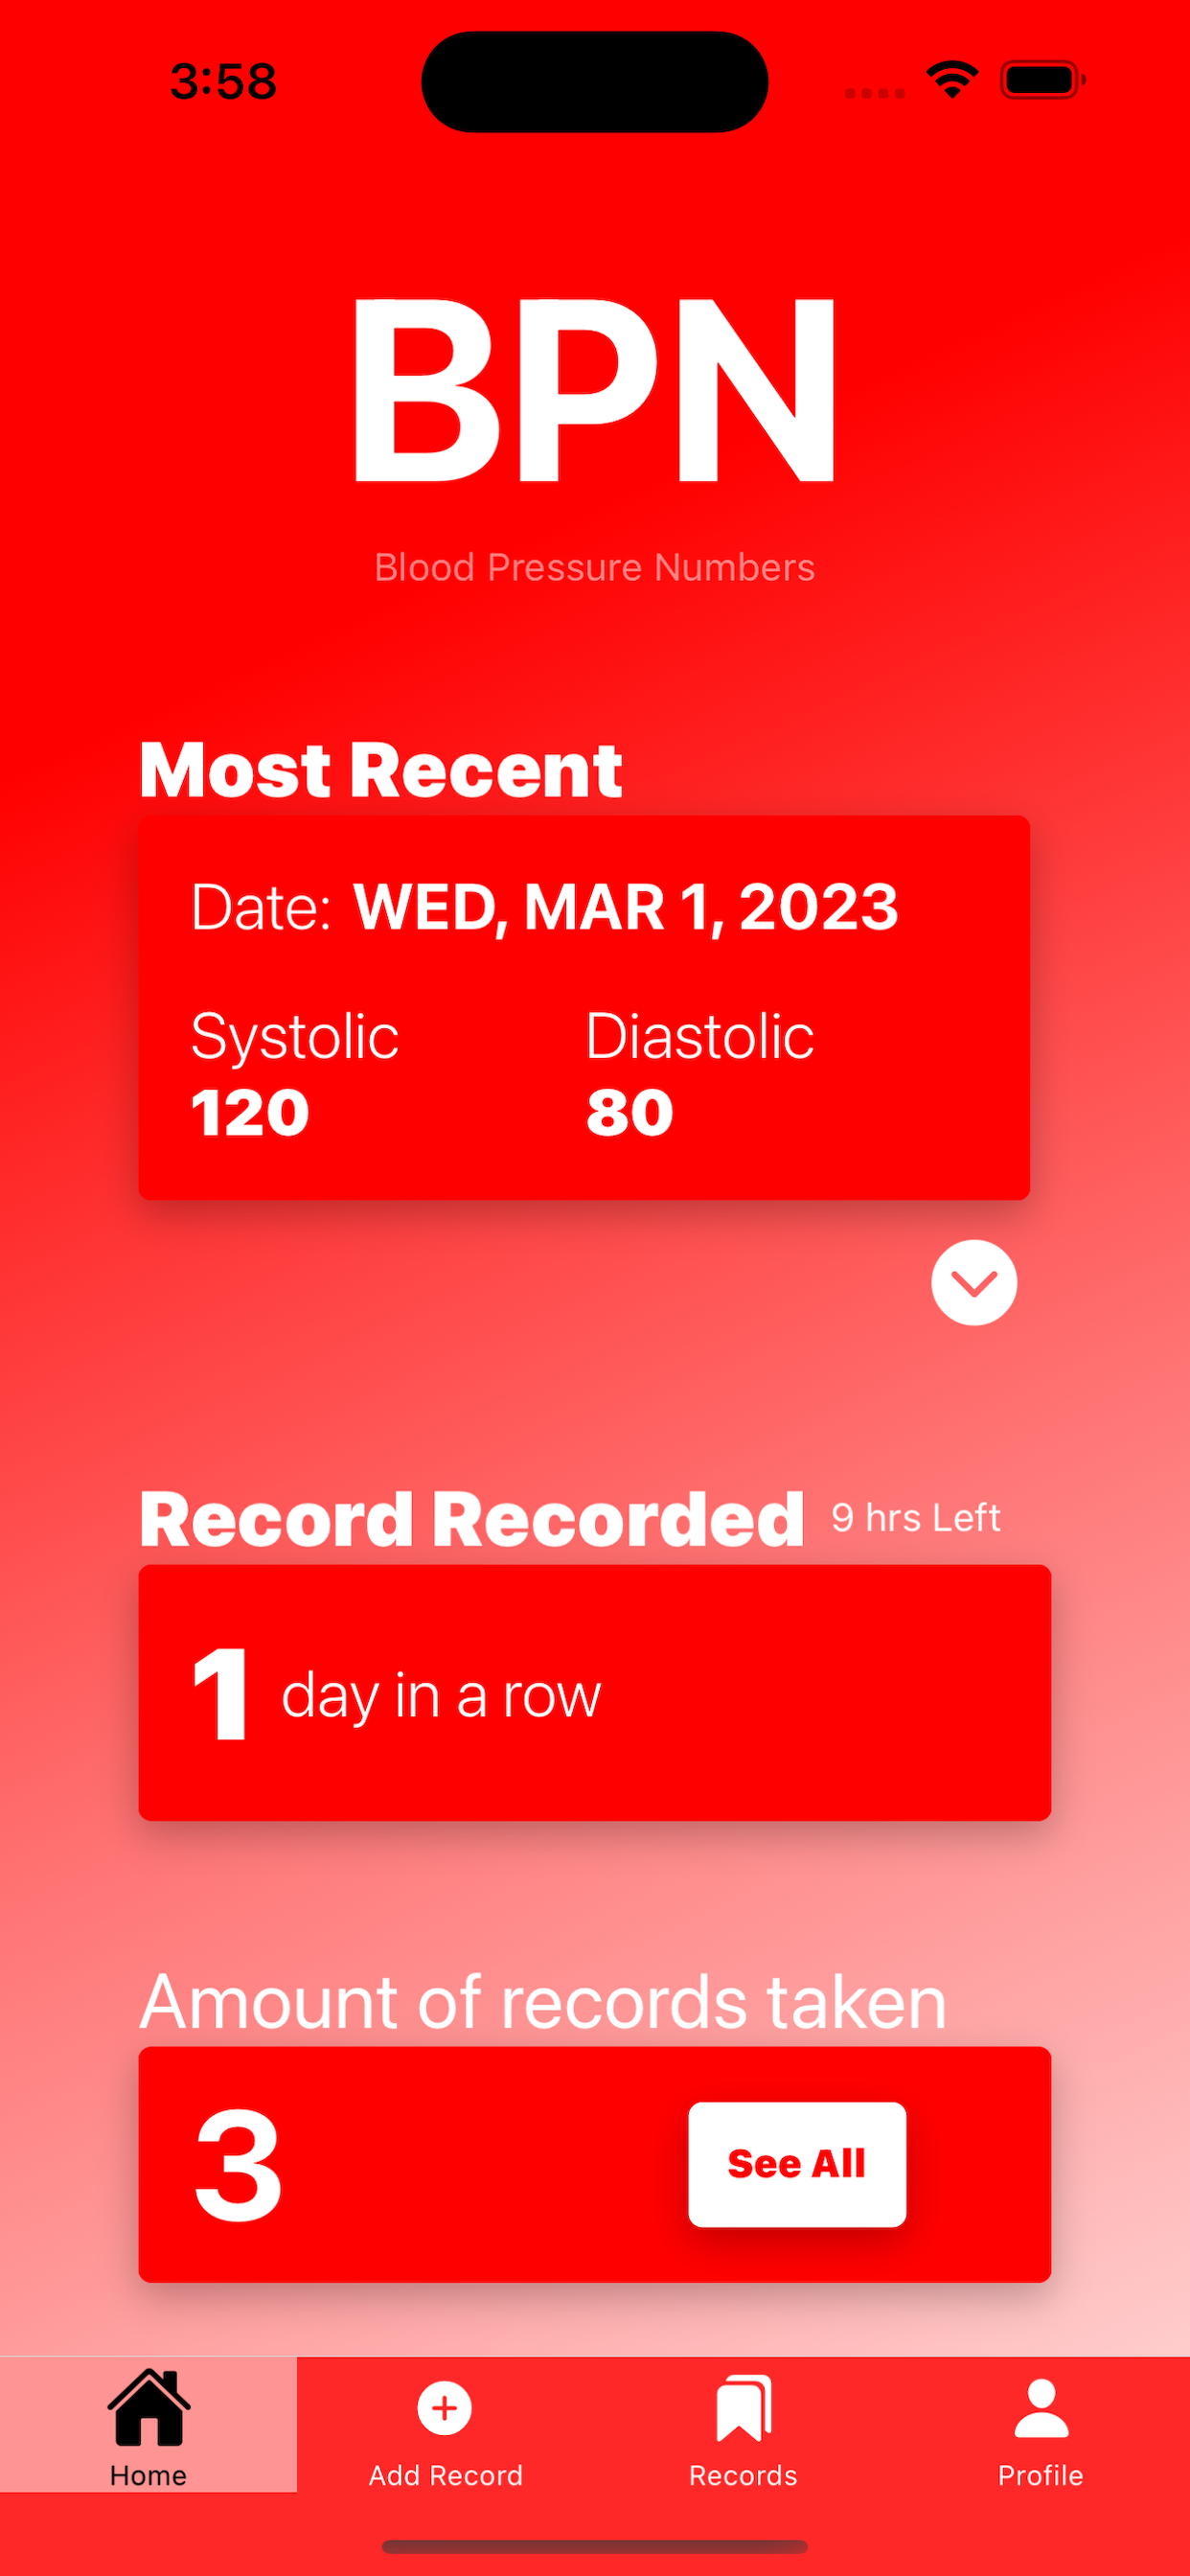 3:58
BPN
Blood Pressure Numbers
Most Recent
Date: WED, MAR 1, 2023
Systolic Diastolic
120 80
Record Recorded 9 hrs Left
1 day in a row
Amount of records taken
3 See All
Home Add Record Records Profile